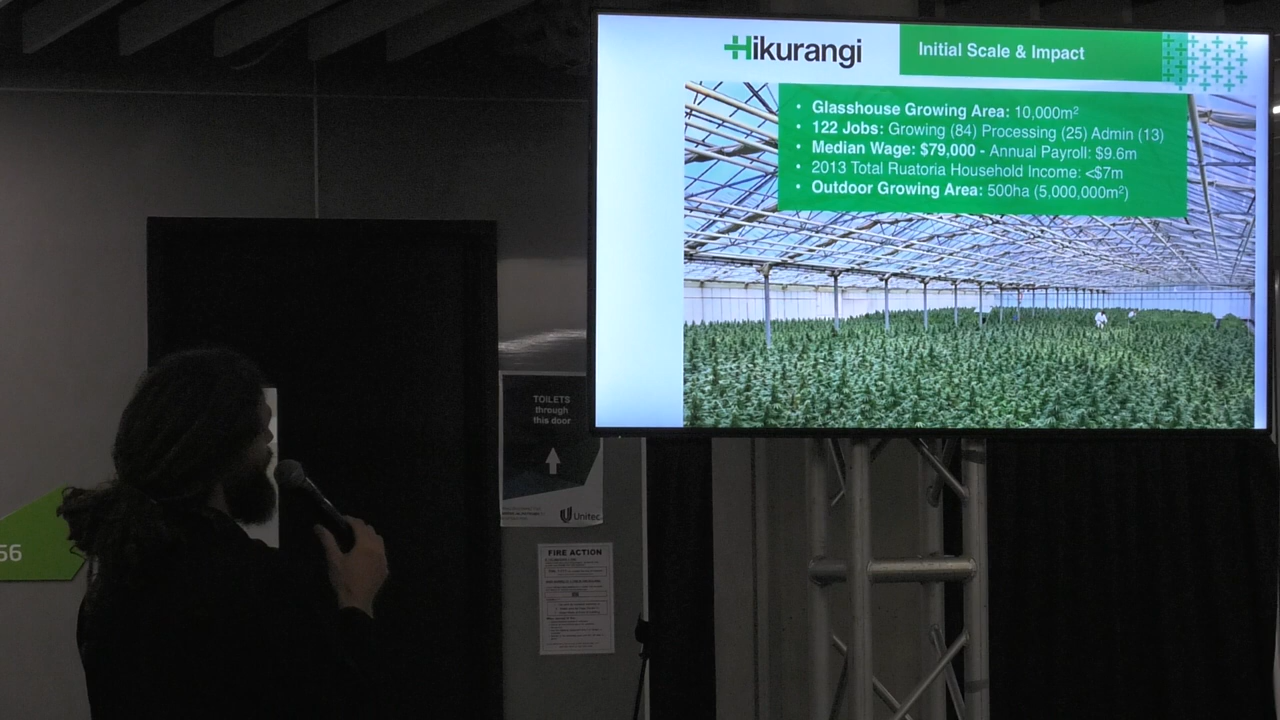 Hikurangi
Initial Scale & Impact
• Glasshouse Growing Area: 10,000m²
• 122 Jobs: Growing (84) Processing (25) Admin (13)
• Median Wage: $79,000 - Annual Payroll: $9.6m
• 2013 Total Ruatoria Household Income: <$7m
• Outdoor Growing Area: 500ha (5,000,000m²)
TOILETS
through
this door
Unitec
FIRE ACTION
56